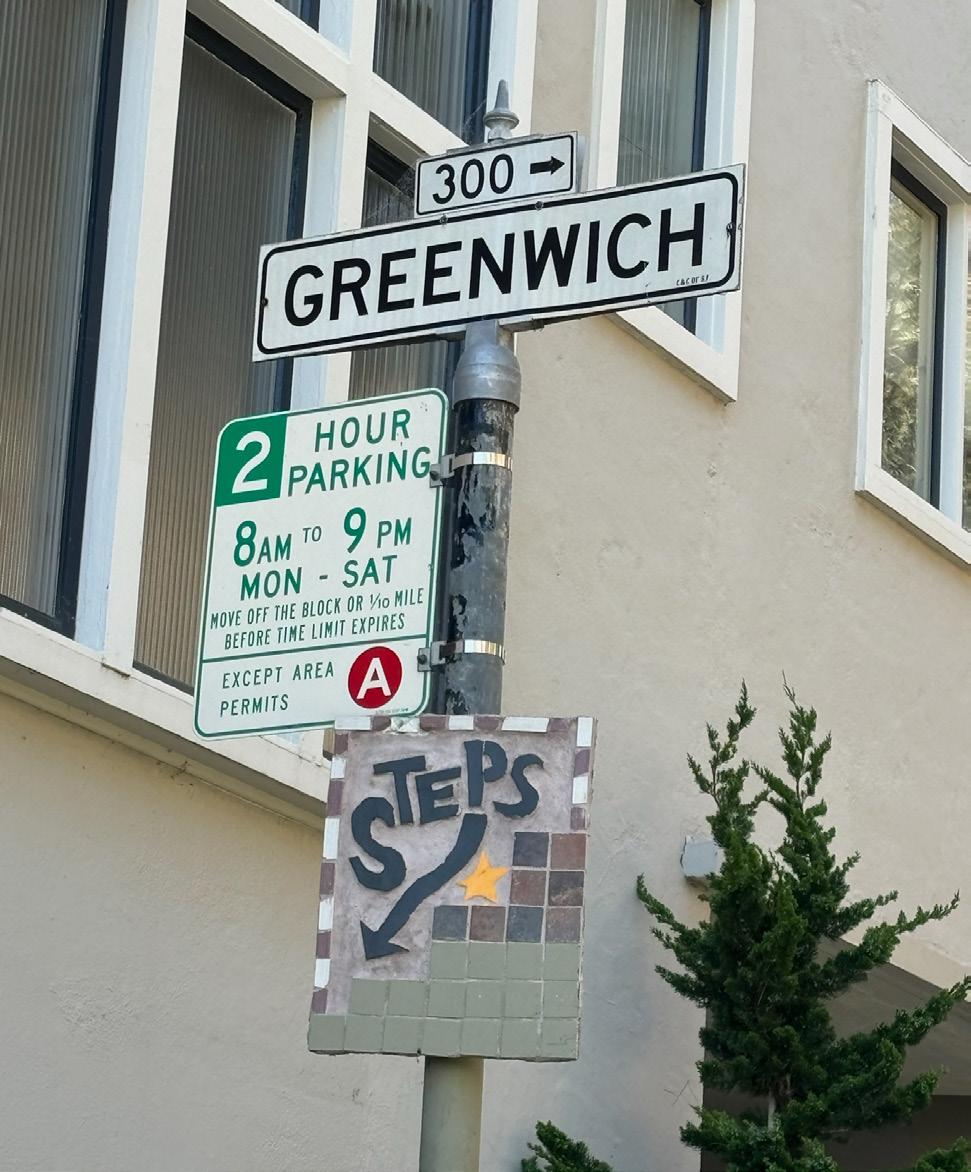 300 →
GREENWICH
C&C OF S.F.
2 HOUR
PARKING
8AM TO 9 PM
MON - SAT
MOVE OFF THE BLOCK OR 1/10 MILE
BEFORE TIME LIMIT EXPIRES
EXCEPT AREA A
PERMITS
STEPS